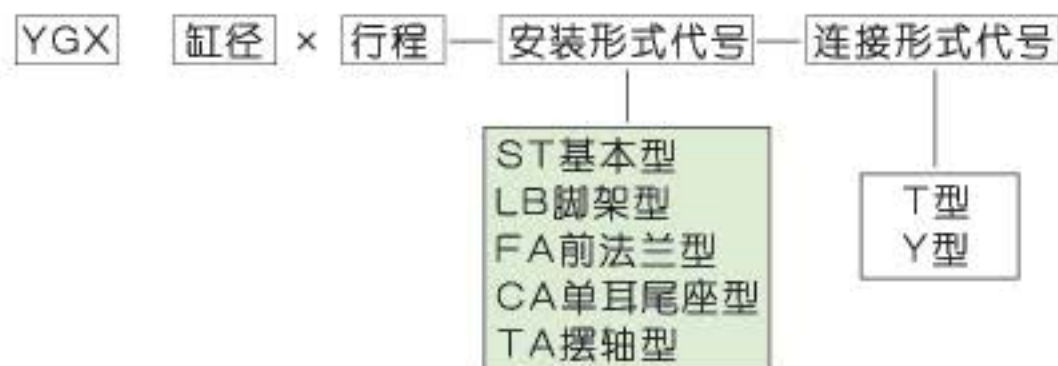 YGX 缸径 × 行程 — 安装形式代号 — 连接形式代号
ST基本型
LB脚架型
FA前法兰型
CA单耳尾座型
TA摆轴型
T型
Y型